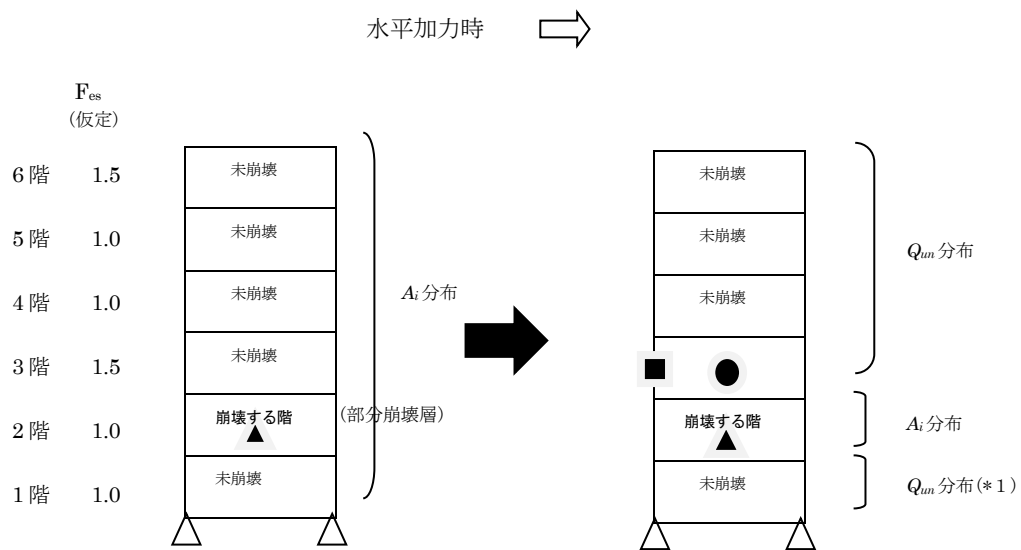 水平加力時
Fes
(仮定)
6階 1.5 未崩壊 未崩壊
5階 1.0 未崩壊 未崩壊
Qun分布
4階 1.0 未崩壊 Ai分布 未崩壊
3階 1.5 未崩壊
崩壊する階 (部分崩壊層) 崩壊する階
2階 1.0 Ai分布
1階 1.0 未崩壊 未崩壊 Qun分布(*1)